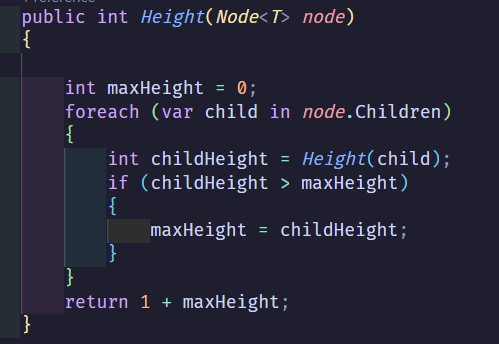 public int Height(Node<T> node)
{
int maxHeight = 0;
foreach (var child in node.Children)
{
int childHeight = Height(child);
if (childHeight > maxHeight)
{
maxHeight = childHeight;
}
}
return 1 + maxHeight;
}